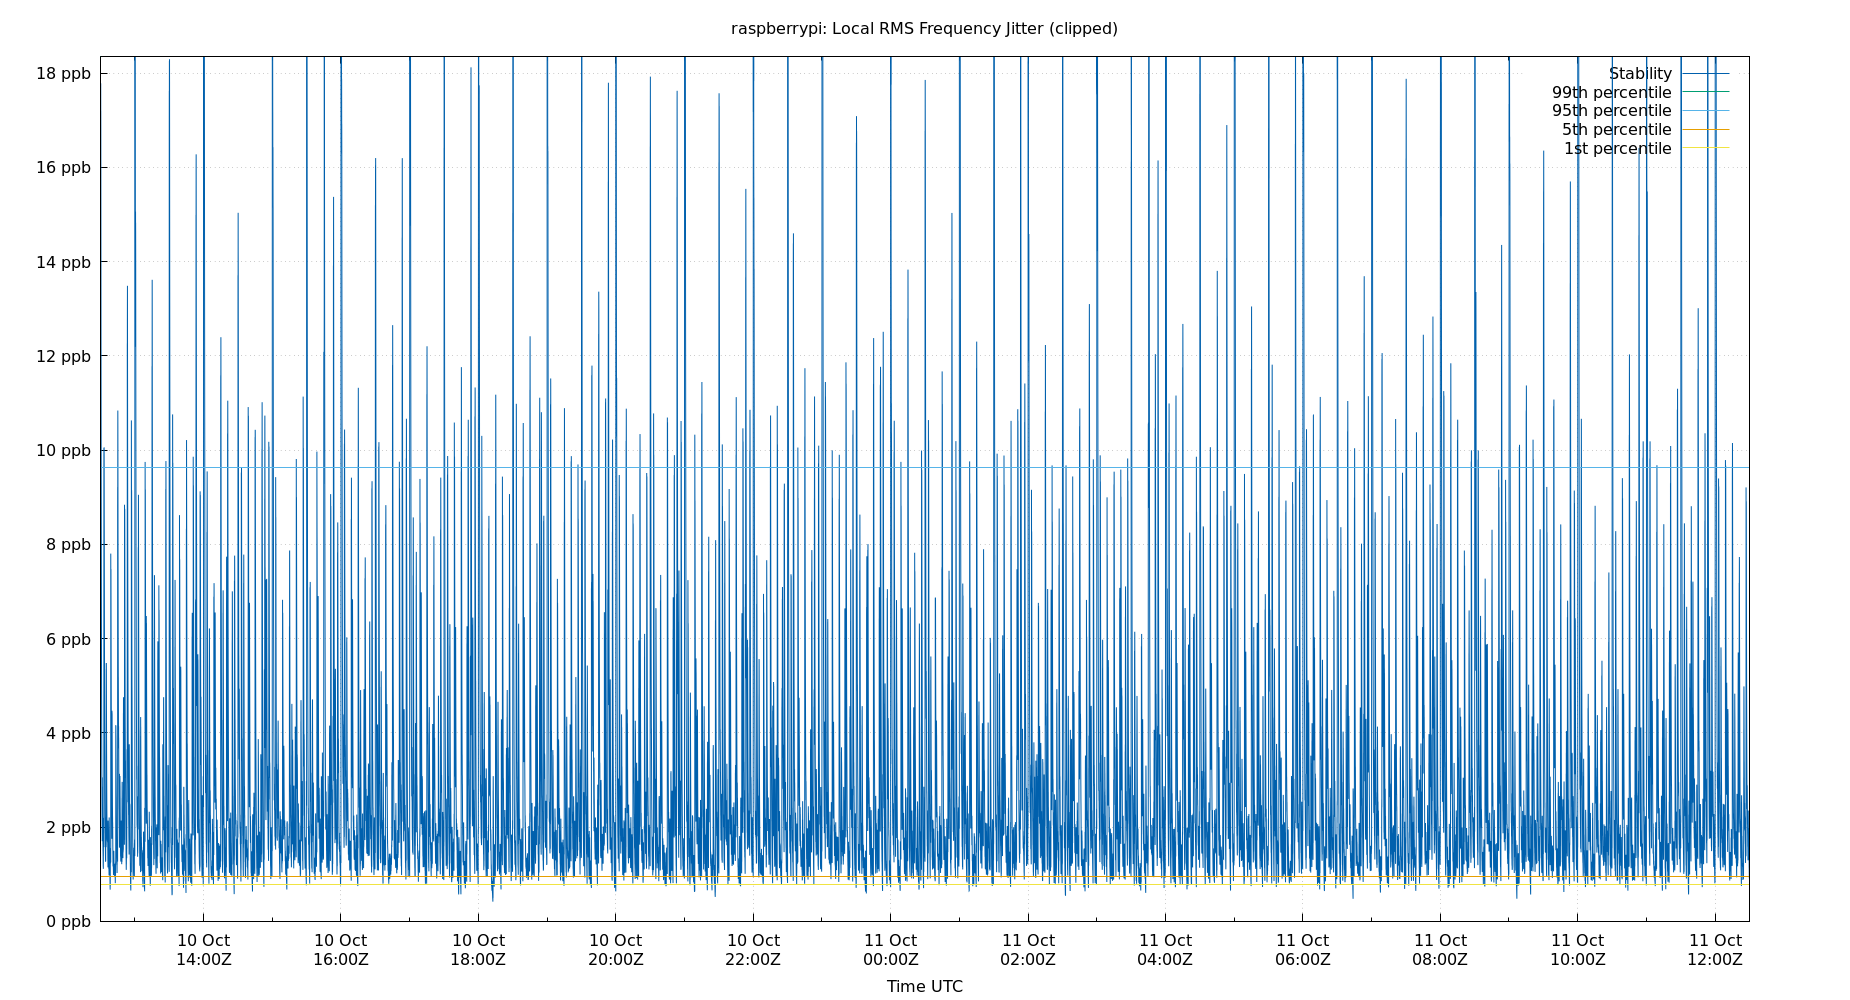 raspberrypi: Local RMS Frequency Jitter (clipped)
18 ppb
16 ppb
14 ppb
12 ppb
10 ppb
8 ppb
6 ppb
4 ppb
2 ppb
0 ppb
Stability
99th percentile
95th percentile
5th percentile
1st percentile
10 Oct 10 Oct 10 Oct 10 Oct 10 Oct 11 Oct 11 Oct 11 Oct 11 Oct 11 Oct 11 Oct 11 Oct
14:00Z 16:00Z 18:00Z 20:00Z 22:00Z 00:00Z 02:00Z 04:00Z 06:00Z 08:00Z 10:00Z 12:00Z
Time UTC